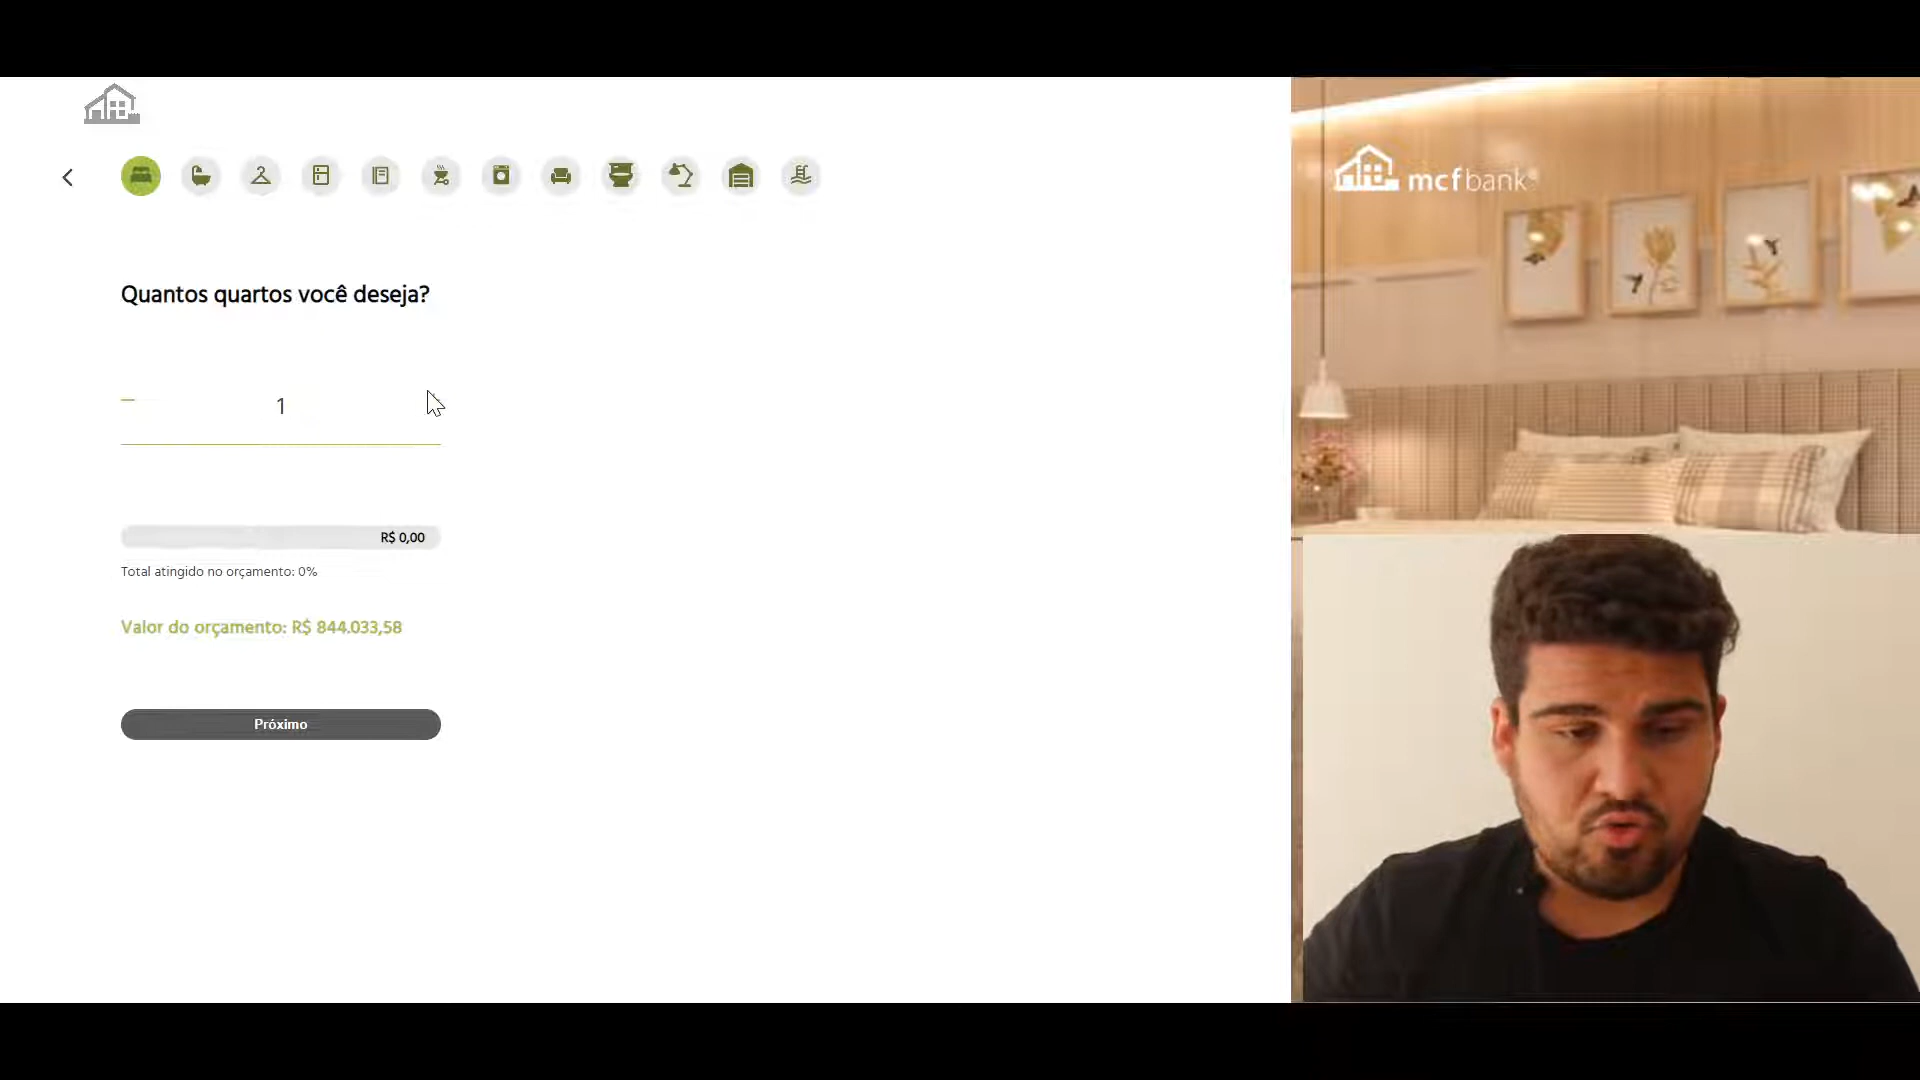 mcfbank®
Quantos quartos você deseja?
1
R$ 0,00
Total atingido no orçamento: 0%
Valor do orçamento: R$ 844.033,58
Próximo